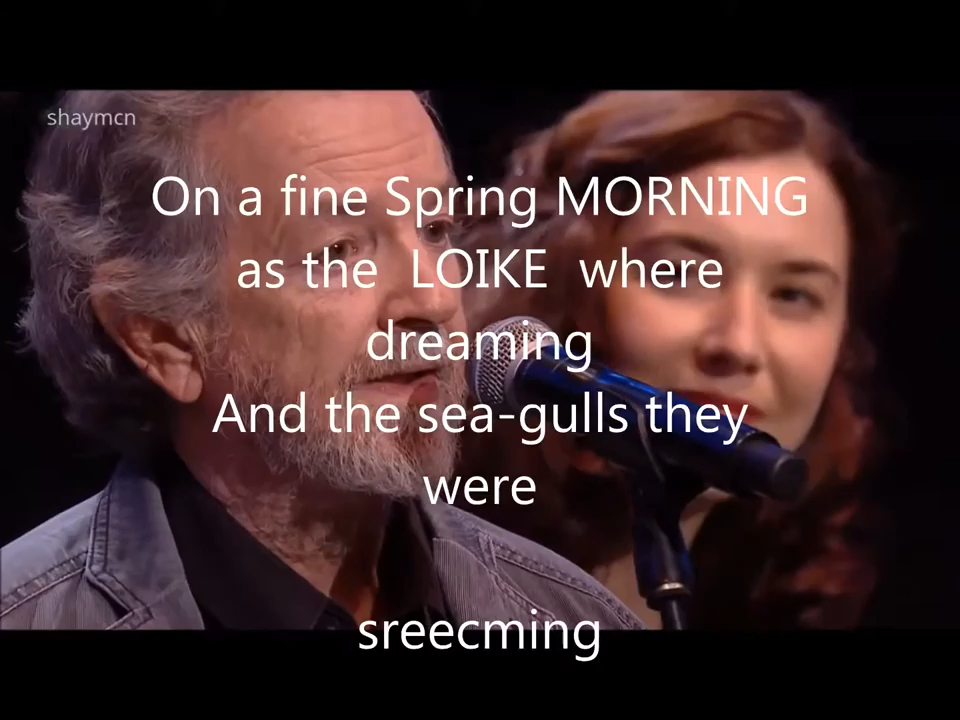 shaymcn
On a fine Spring MORNING
as the LOIKE where
dreaming
And the sea-gulls they
were
sreecming